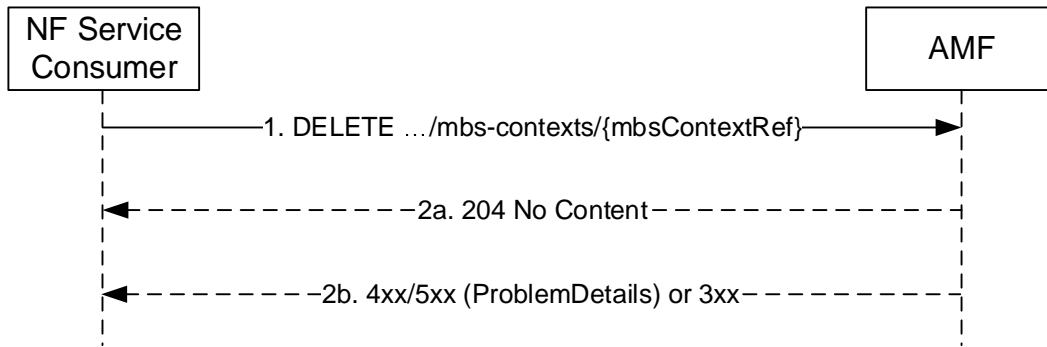 NF Service
Consumer
AMF
1. DELETE …/mbs-contexts/{mbsContextRef}
2a. 204 No Content
2b. 4xx/5xx (ProblemDetails) or 3xx